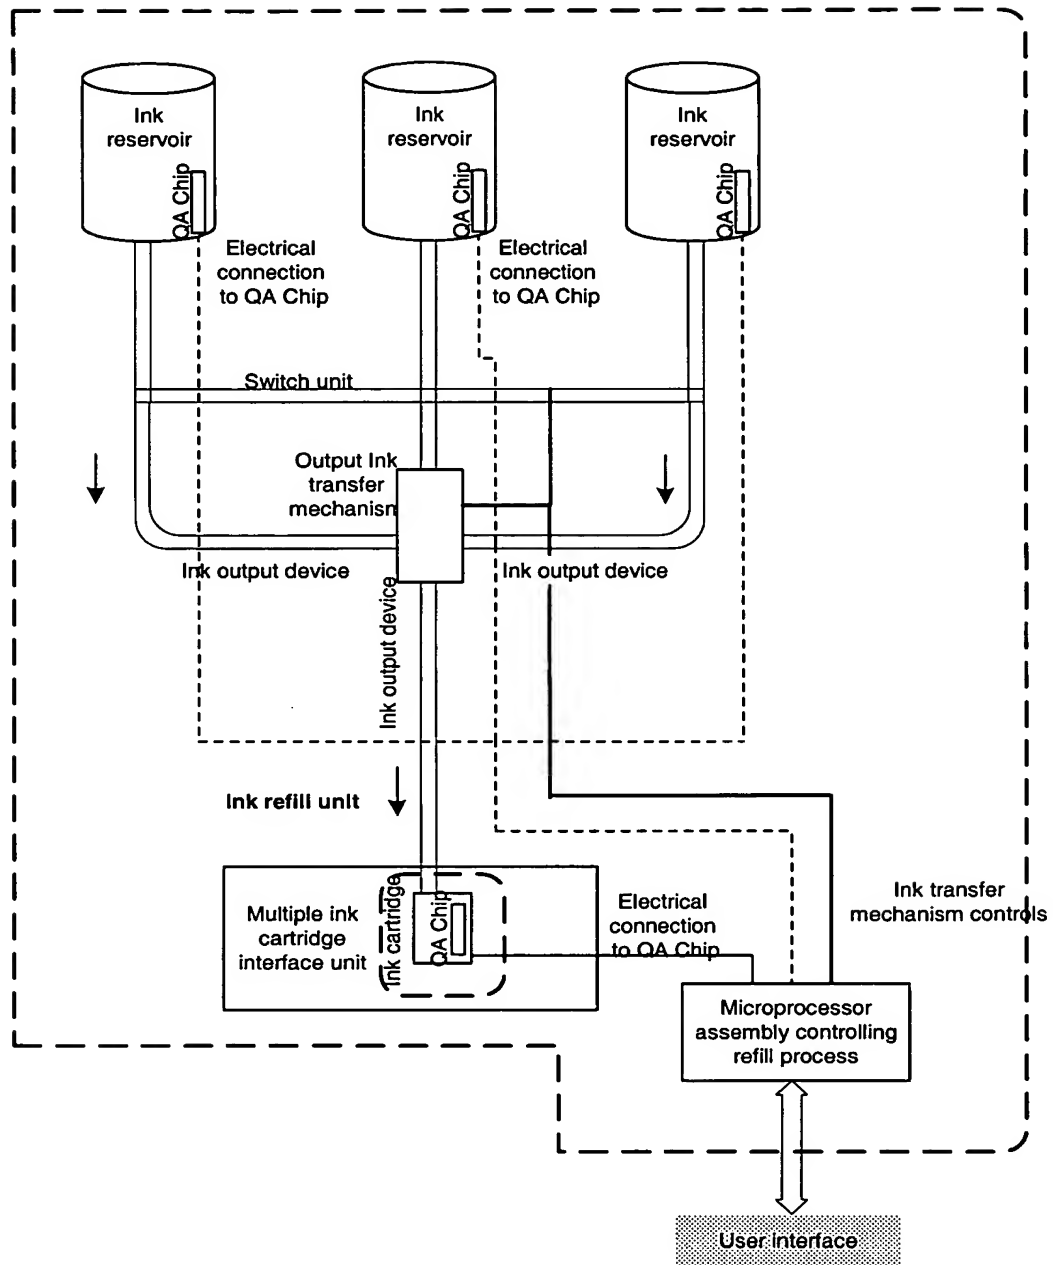 Ink
reservoir
QA Chip
Ink
reservoir
QA Chip
Ink
reservoir
QA Chip
Electrical
connection
to QA Chip
Electrical
connection
to QA Chip
Switch unit
Output Ink
transfer
mechanism
Ink output device
Ink output device
Ink output device
Ink refill unit
Multiple ink
cartridge
interface unit
Ink cartridge
QA Chip
Electrical
connection
to QA Chip
Ink transfer
mechanism controls
Microprocessor
assembly controlling
refill process
User interface